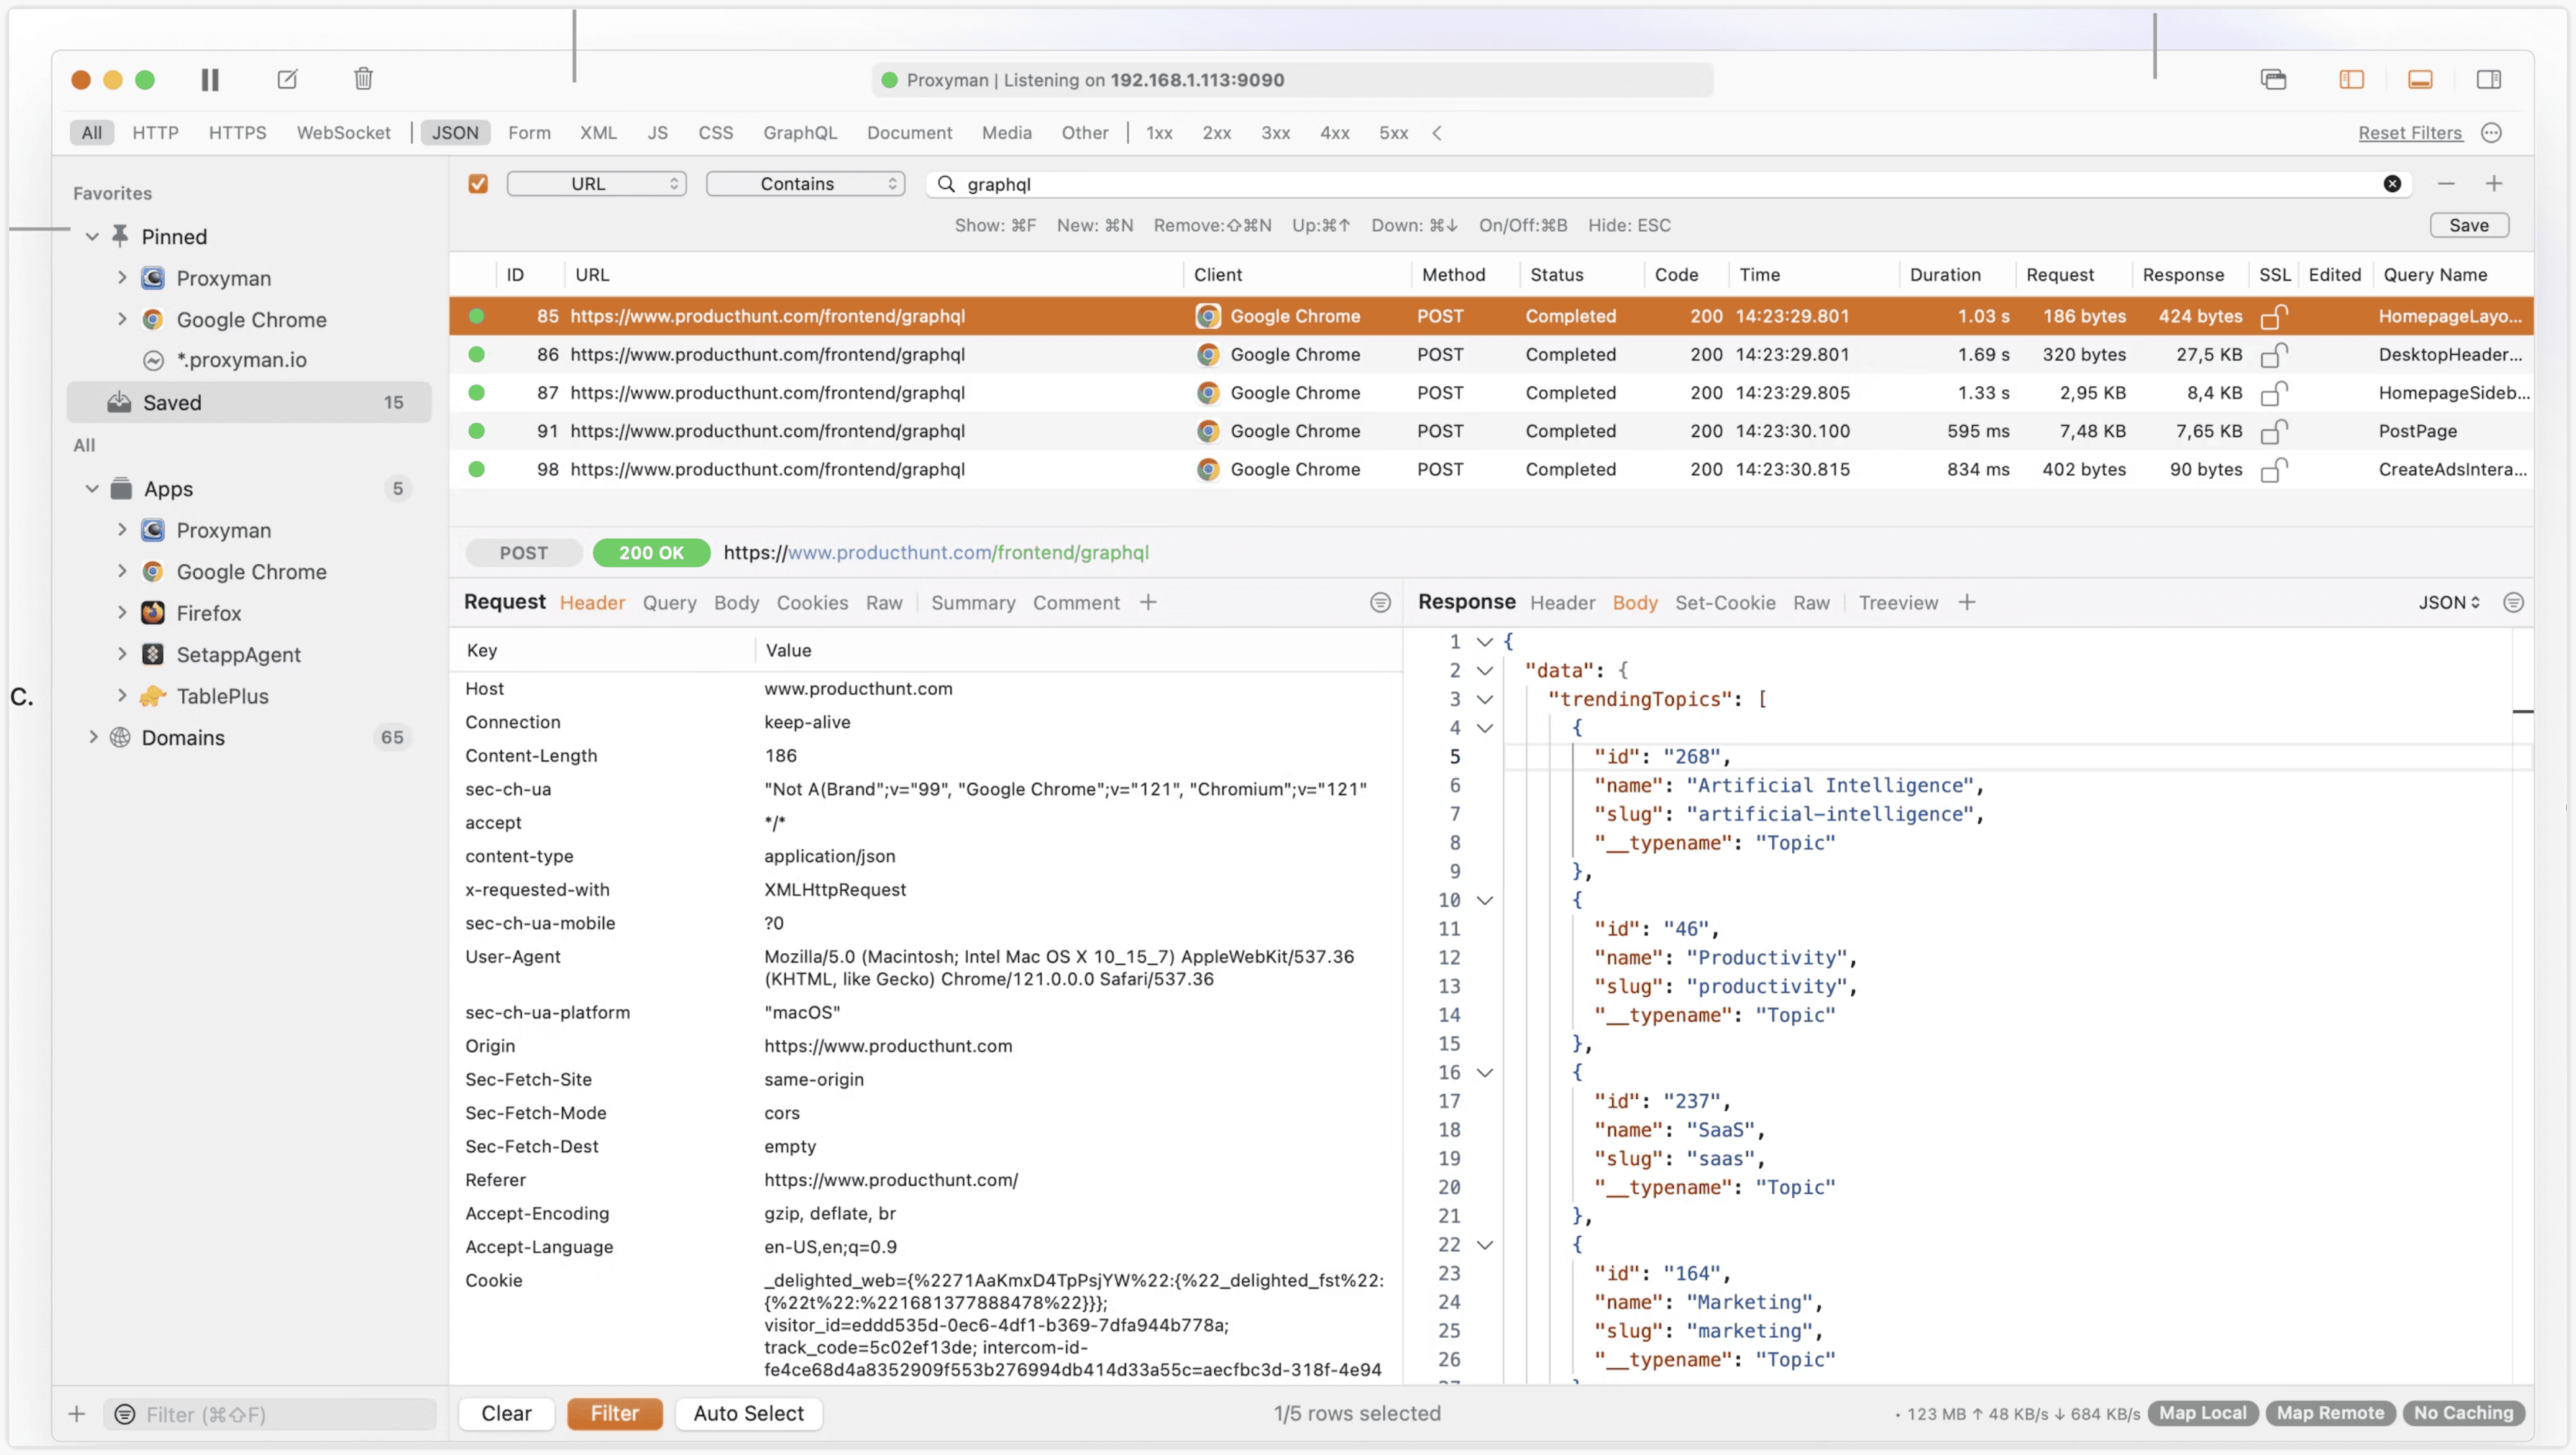 Proxyman | Listening on 192.168.1.113:9090
All HTTP HTTPS WebSocket JSON Form XML JS CSS GraphQL Document Media Other 1xx 2xx 3xx 4xx 5xx Reset Filters
Favorites
Pinned
Proxyman
Google Chrome
*.proxyman.io
Saved 15
All
Apps 5
Proxyman
Google Chrome
Firefox
SetappAgent
TablePlus
Domains 65
C.
URL Contains graphql
Show: ⌘F New: ⌘N Remove:⇧⌘N Up:⌘↑ Down: ⌘↓ On/Off:⌘B Hide: ESC Save
ID URL Client Method Status Code Time Duration Request Response SSL Edited Query Name
85 https://www.producthunt.com/frontend/graphql Google Chrome POST Completed 200 14:23:29.801 1.03 s 186 bytes 424 bytes HomepageLayo...
86 https://www.producthunt.com/frontend/graphql Google Chrome POST Completed 200 14:23:29.801 1.69 s 320 bytes 27,5 KB DesktopHeader...
87 https://www.producthunt.com/frontend/graphql Google Chrome POST Completed 200 14:23:29.805 1.33 s 2,95 KB 8,4 KB HomepageSideb...
91 https://www.producthunt.com/frontend/graphql Google Chrome POST Completed 200 14:23:30.100 595 ms 7,48 KB 7,65 KB PostPage
98 https://www.producthunt.com/frontend/graphql Google Chrome POST Completed 200 14:23:30.815 834 ms 402 bytes 90 bytes CreateAdsIntera...
POST 200 OK https://www.producthunt.com/frontend/graphql
Request Header Query Body Cookies Raw Summary Comment +
Key Value
Host www.producthunt.com
Connection keep-alive
Content-Length 186
sec-ch-ua "Not A(Brand";v="99", "Google Chrome";v="121", "Chromium";v="121"
accept */*
content-type application/json
x-requested-with XMLHttpRequest
sec-ch-ua-mobile ?0
User-Agent Mozilla/5.0 (Macintosh; Intel Mac OS X 10_15_7) AppleWebKit/537.36
(KHTML, like Gecko) Chrome/121.0.0.0 Safari/537.36
sec-ch-ua-platform "macOS"
Origin https://www.producthunt.com
Sec-Fetch-Site same-origin
Sec-Fetch-Mode cors
Sec-Fetch-Dest empty
Referer https://www.producthunt.com/
Accept-Encoding gzip, deflate, br
Accept-Language en-US,en;q=0.9
Cookie _delighted_web={%2271AaKmxD4TpPsjYW%22:{%22_delighted_fst%22:
{%22t%22:%221681377888478%22}}};
visitor_id=eddd535d-0ec6-4df1-b369-7dfa944b778a;
track_code=5c02ef13de; intercom-id-
fe4ce68d4a8352909f553b276994db414d33a55c=aecfbc3d-318f-4e94
Response Header Body Set-Cookie Raw Treeview + JSON
1 {
2 "data": {
3 "trendingTopics": [
4 {
5 "id": "268",
6 "name": "Artificial Intelligence",
7 "slug": "artificial-intelligence",
8 "__typename": "Topic"
9 },
10 {
11 "id": "46",
12 "name": "Productivity",
13 "slug": "productivity",
14 "__typename": "Topic"
15 },
16 {
17 "id": "237",
18 "name": "SaaS",
19 "slug": "saas",
20 "__typename": "Topic"
21 },
22 {
23 "id": "164",
24 "name": "Marketing",
25 "slug": "marketing",
26 "__typename": "Topic"
+ Filter (⌘⇧F)
Clear Filter Auto Select 1/5 rows selected • 123 MB ↑ 48 KB/s ↓ 684 KB/s Map Local Map Remote No Caching